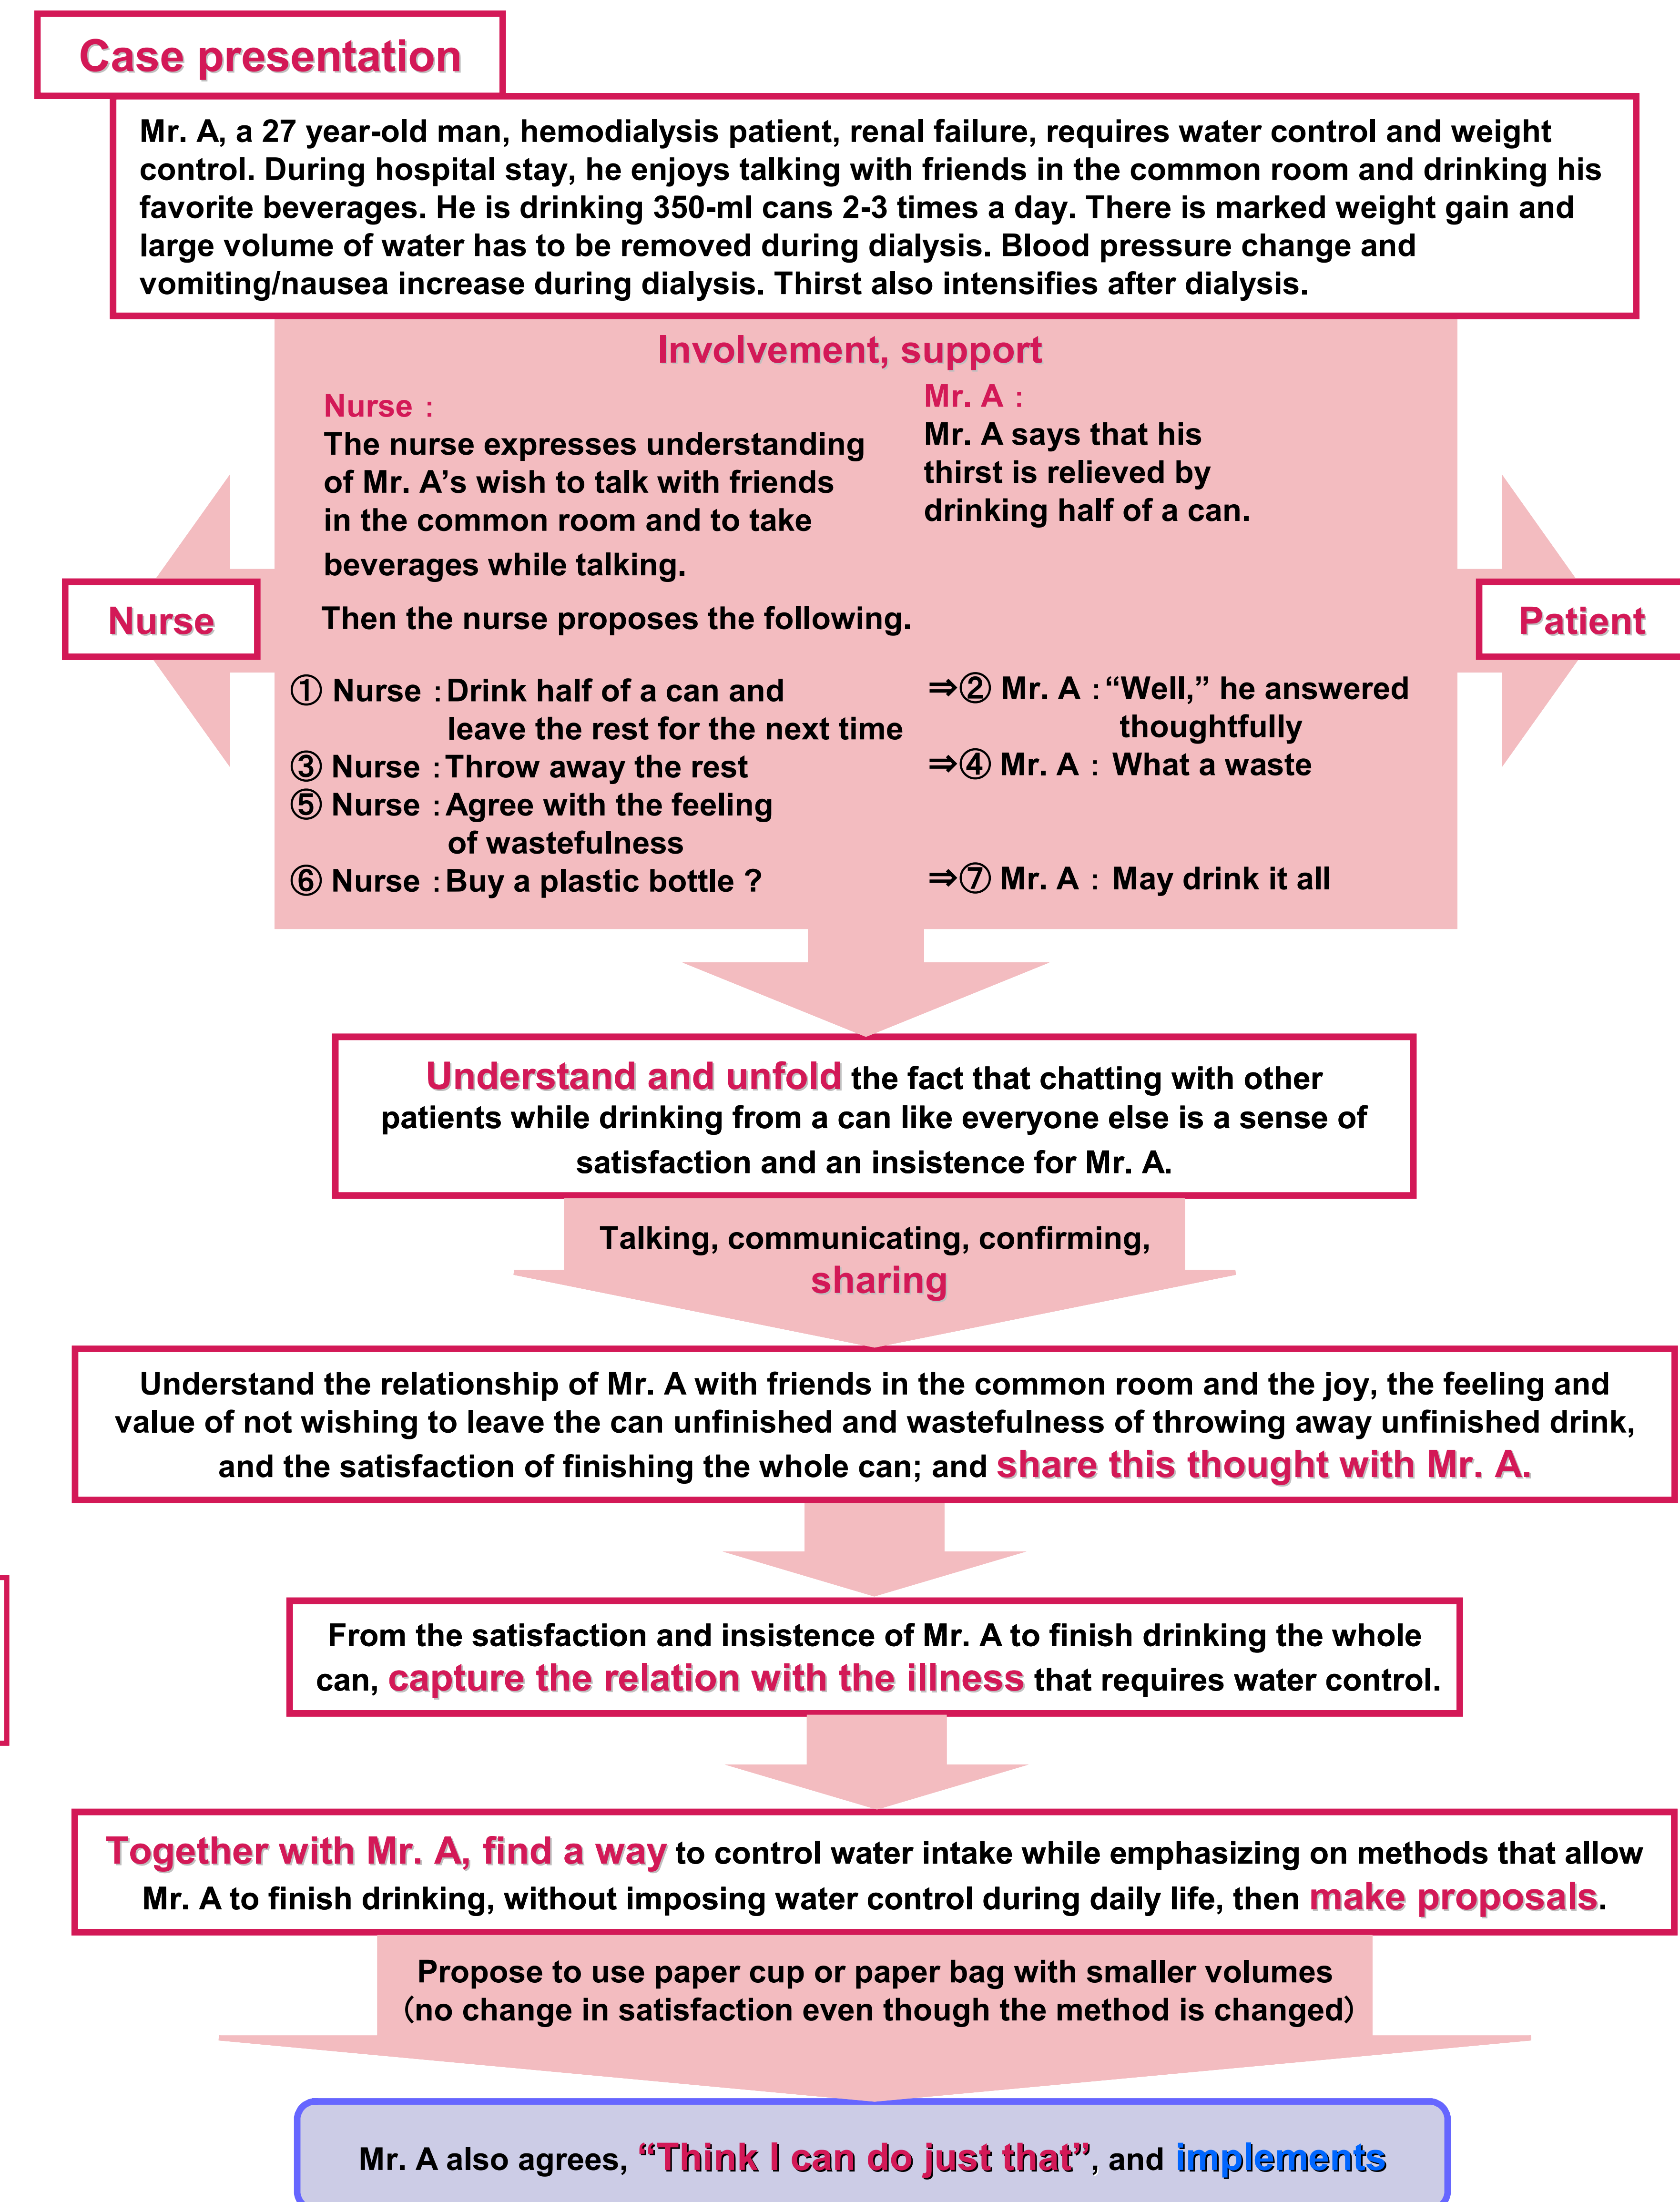 Case presentation
Mr. A, a 27 year-old man, hemodialysis patient, renal failure, requires water control and weight
control. During hospital stay, he enjoys talking with friends in the common room and drinking his
favorite beverages. He is drinking 350-ml cans 2-3 times a day. There is marked weight gain and
large volume of water has to be removed during dialysis. Blood pressure change and
vomiting/nausea increase during dialysis. Thirst also intensifies after dialysis.
Involvement, support
Nurse :
The nurse expresses understanding
of Mr. A’s wish to talk with friends
in the common room and to take
beverages while talking.
Mr. A :
Mr. A says that his
thirst is relieved by
drinking half of a can.
Nurse
Patient
Then the nurse proposes the following.
① Nurse : Drink half of a can and
leave the rest for the next time
⇒② Mr. A : “Well,” he answered
thoughtfully
③ Nurse : Throw away the rest
⇒④ Mr. A : What a waste
⑤ Nurse : Agree with the feeling
of wastefulness
⑥ Nurse : Buy a plastic bottle ?
⇒⑦ Mr. A : May drink it all
Understand and unfold the fact that chatting with other
patients while drinking from a can like everyone else is a sense of
satisfaction and an insistence for Mr. A.
Talking, communicating, confirming,
sharing
Understand the relationship of Mr. A with friends in the common room and the joy, the feeling and
value of not wishing to leave the can unfinished and wastefulness of throwing away unfinished drink,
and the satisfaction of finishing the whole can; and share this thought with Mr. A.
From the satisfaction and insistence of Mr. A to finish drinking the whole
can, capture the relation with the illness that requires water control.
Together with Mr. A, find a way to control water intake while emphasizing on methods that allow
Mr. A to finish drinking, without imposing water control during daily life, then make proposals.
Propose to use paper cup or paper bag with smaller volumes
(no change in satisfaction even though the method is changed)
Mr. A also agrees, “Think I can do just that”, and implements